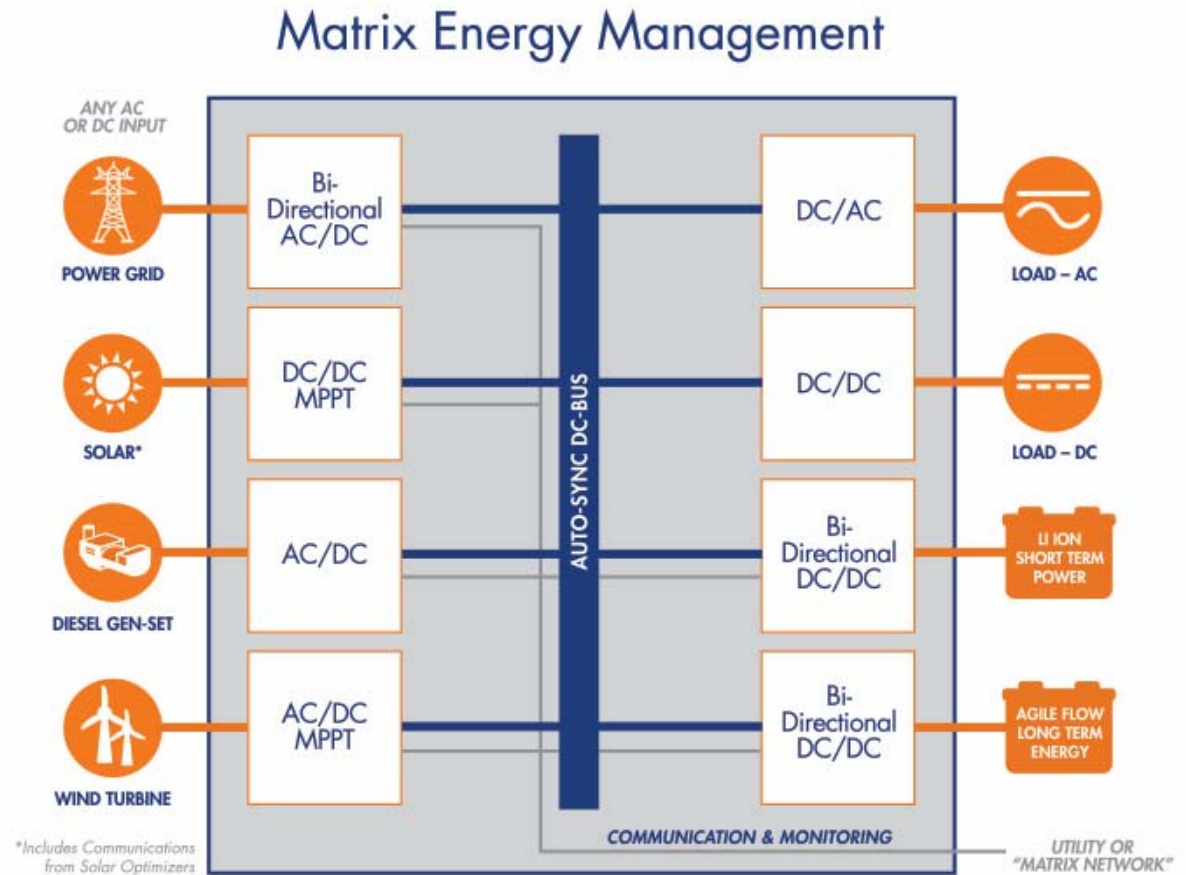 Matrix Energy Management
ANY AC
OR DC INPUT
POWER GRID
SOLAR*
DIESEL GEN-SET
WIND TURBINE
*Includes Communications
from Solar Optimizers
Bi-
Directional
AC/DC
DC/DC
MPPT
AC/DC
AC/DC
MPPT
AUTO-SYNC DC-BUS
DC/AC
DC/DC
Bi-
Directional
DC/DC
Bi-
Directional
DC/DC
COMMUNICATION & MONITORING
LOAD – AC
LOAD – DC
LI ION
SHORT TERM
POWER
AGILE FLOW
LONG TERM
ENERGY
UTILITY OR
"MATRIX NETWORK"